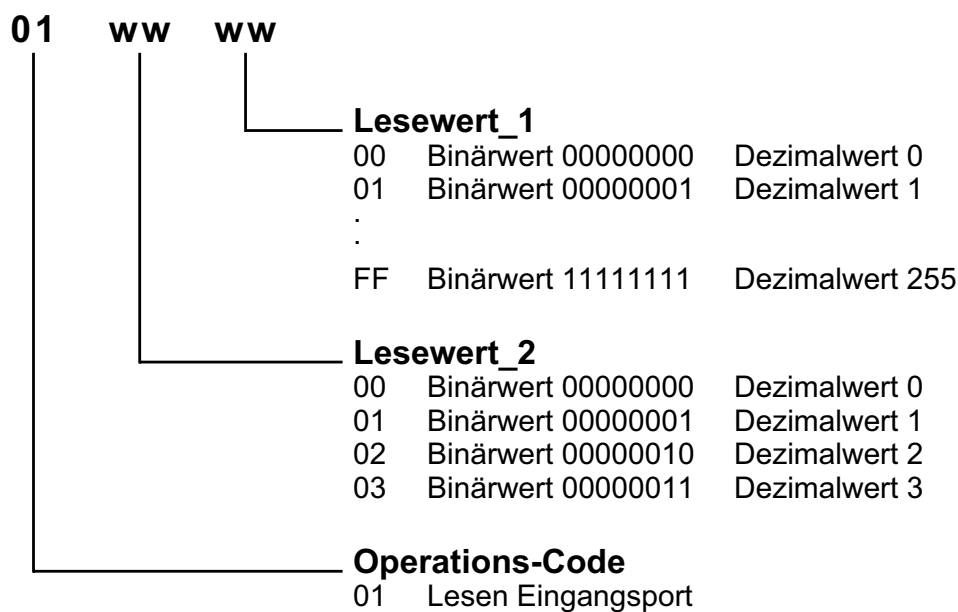 01 ww ww
Lesewert_1
00 Binärwert 00000000 Dezimalwert 0
01 Binärwert 00000001 Dezimalwert 1
.
.
FF Binärwert 11111111 Dezimalwert 255
Lesewert_2
00 Binärwert 00000000 Dezimalwert 0
01 Binärwert 00000001 Dezimalwert 1
02 Binärwert 00000010 Dezimalwert 2
03 Binärwert 00000011 Dezimalwert 3
Operations-Code
01 Lesen Eingangsport